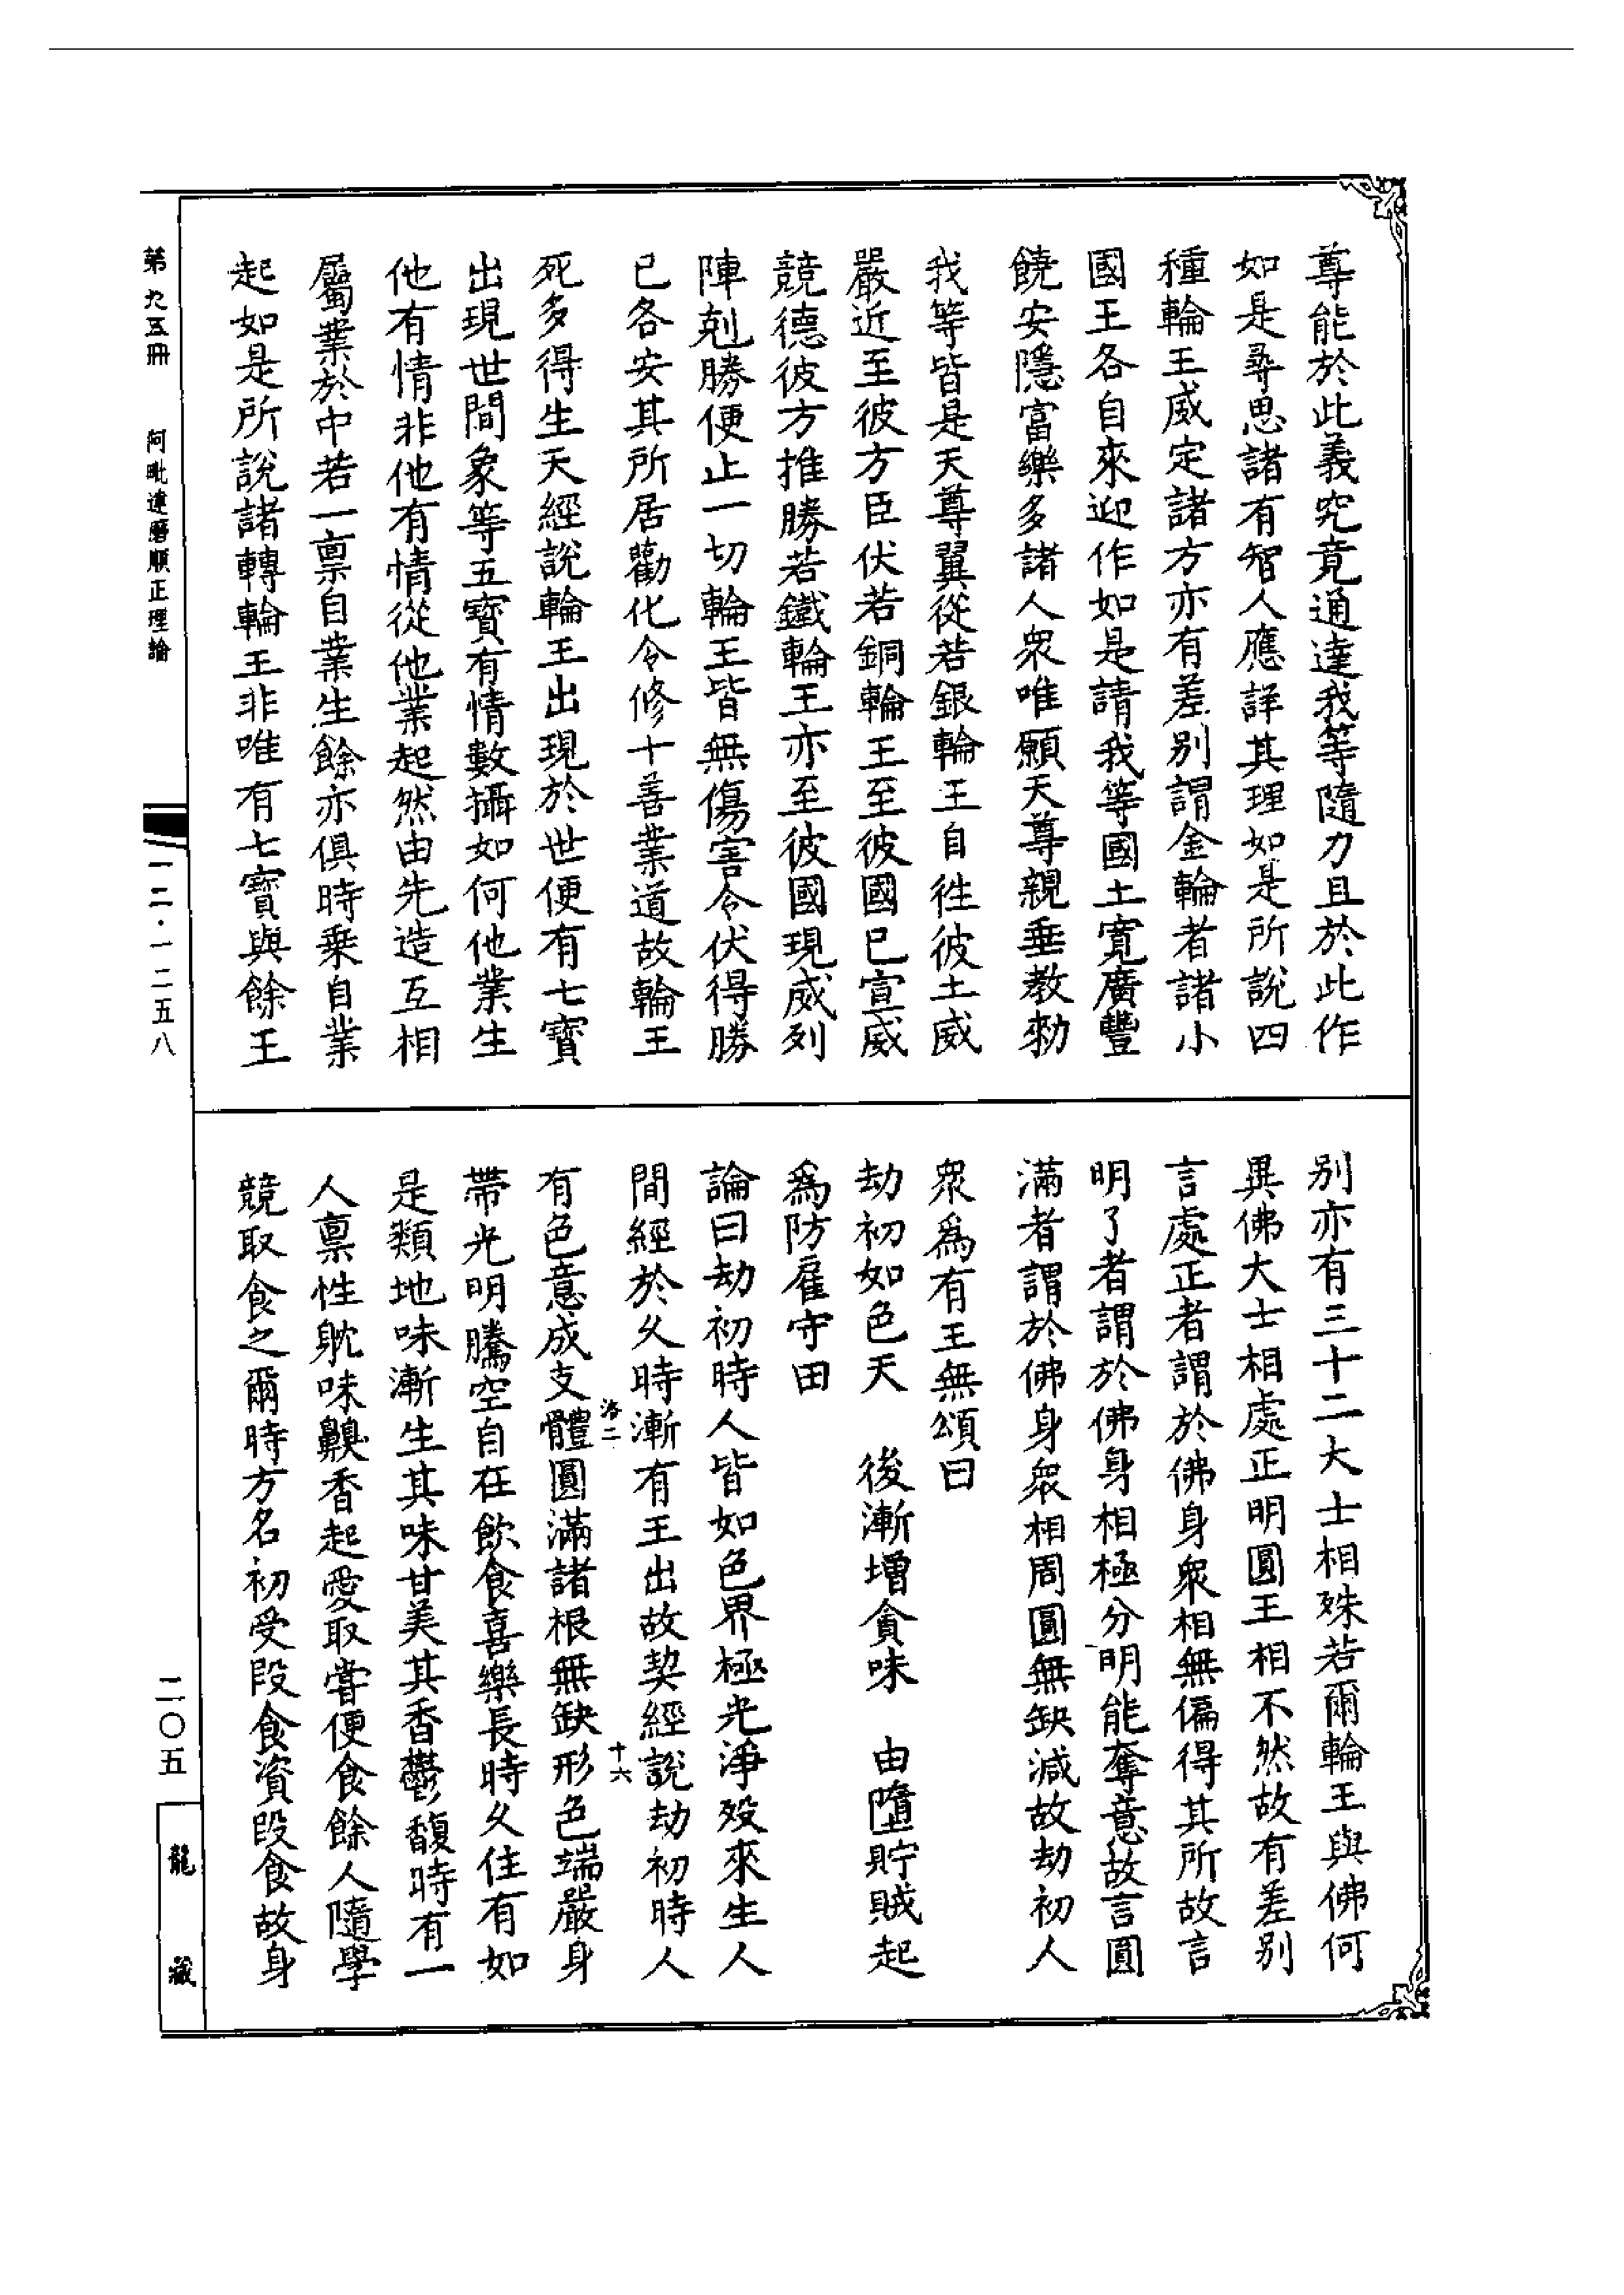 尊能於此義究竟通達我等隨力且於此作
如是尋思諸有智人應詳其理如是所說四
種輪王威定諸方亦有差別謂金輪者諸小
國王各自來迎作如是請我等國土寬廣豐
饒安隱富樂多諸人眾唯願天尊親垂教勑
我等皆是天尊翼從若銀輪王自往彼土威
嚴近至彼方臣伏若銅輪王至彼國已宣威
競德彼方推勝若鐵輪王亦至彼國現威列
陣剋勝便止一切輪王皆無傷害令伏得勝
已各安其所居勸化令修十善業道故輪王
死多得生天經說輪王出現於世便有七寶
出現世間象等五寶有情數攝如何他業生
他有情非他有情從他業起然由先造互相
屬業於中若一稟自業生餘亦俱時乘自業
起如是所說諸轉輪王非唯有七寶與餘王
別亦有三十二大士相殊若爾輪王與佛何
異佛大士相處正明圓王相不然故有差別
言處正者謂於佛身眾相無偏得其所故言
明了者謂於佛身相極分明能奪意故言圓
滿者謂於佛身眾相周圓無缺減故劫初人
眾為有王無頌曰
劫初如色天　後漸增貪味　由墮貯賊起
為防雇守田
論曰劫初時人皆如色界極光淨歿來生人
間經於久時漸有王出故契經說劫初時人
洛二　十六
有色意成支體圓滿諸根無缺形色端嚴身
帶光明騰空自在飲食喜樂長時久住有如
是類地味漸生其味甘美其香鬱馥時有一
人稟性躭味齅香起愛取嘗便食餘人隨學
競取食之爾時方名初受段食資段食故身
第九五冊　阿毗達磨順正理論
一二·一二五八
二〇五
龍藏